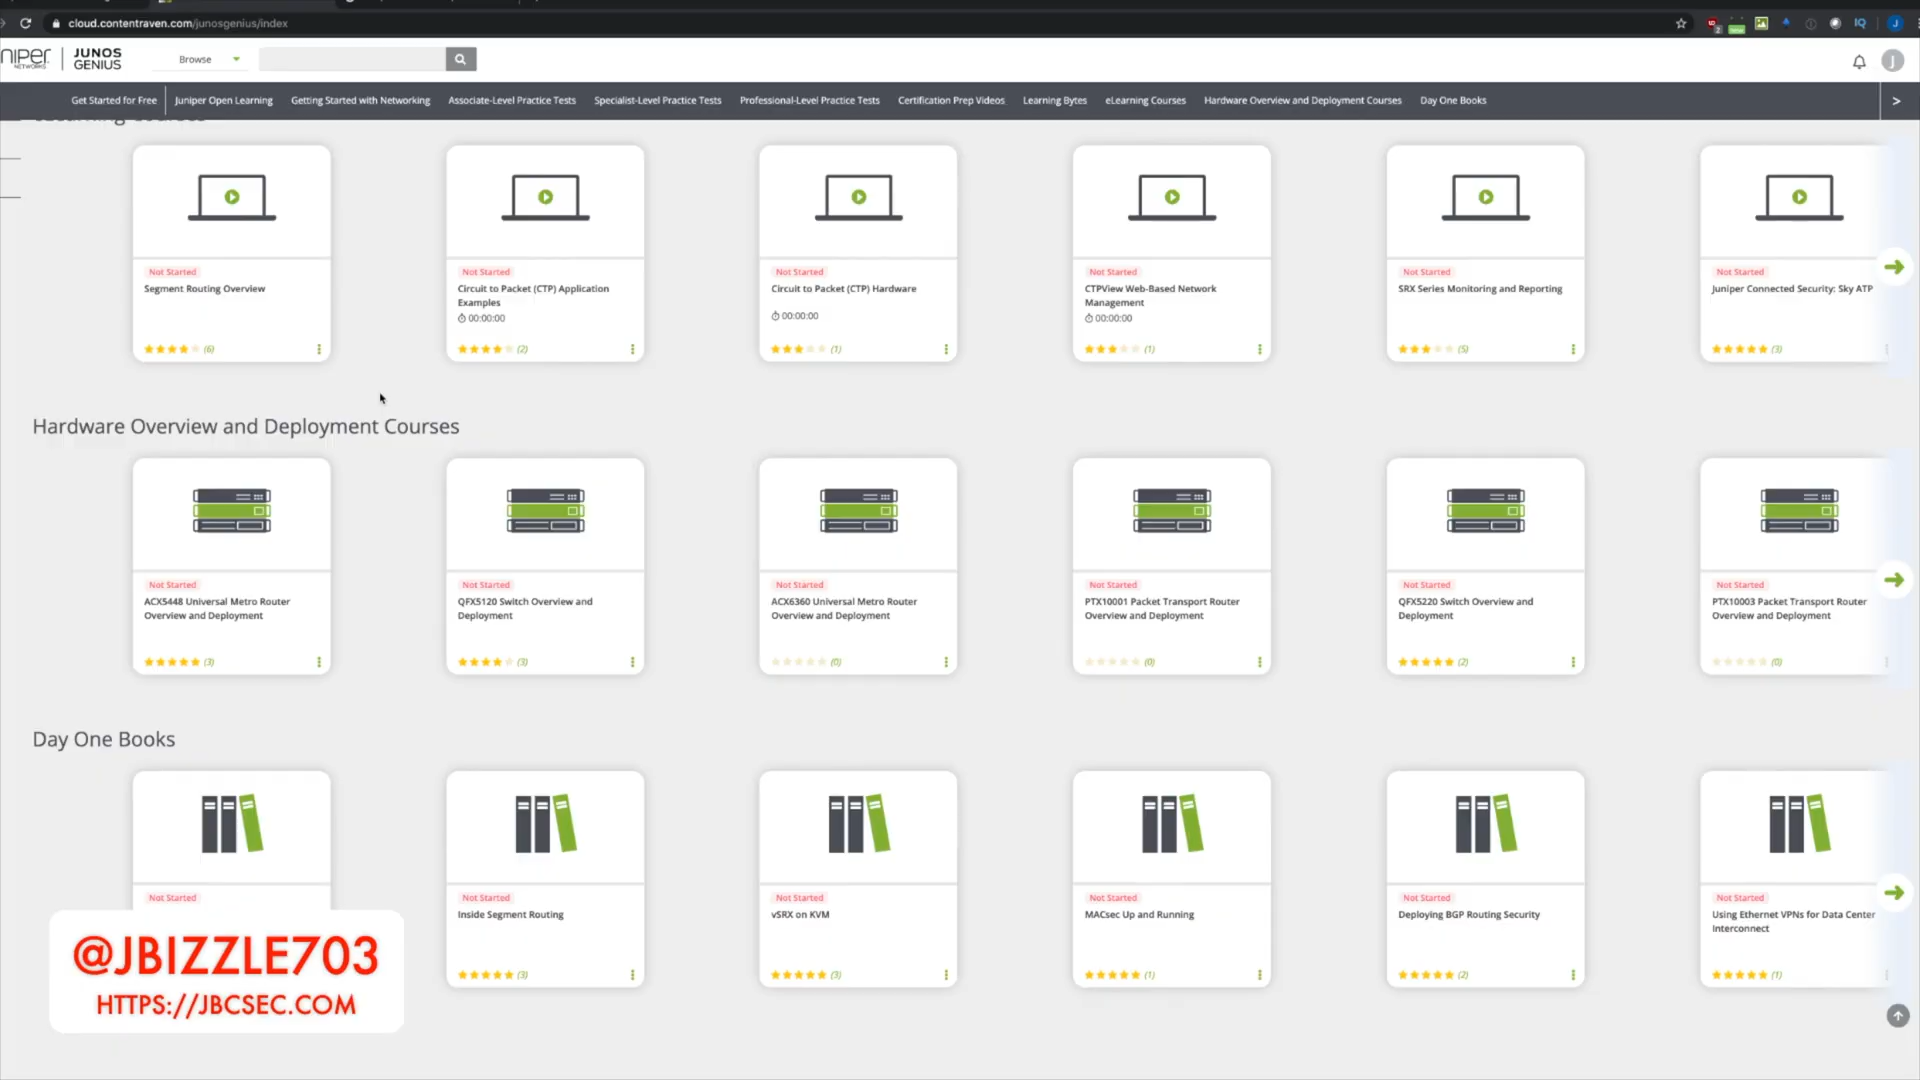 cloud.contentraven.com/junosgenius/index
NETWORKS
JUNOS
GENIUS
Browse
J
Get Started for Free
Juniper Open Learning
Getting Started with Networking
Associate-Level Practice Tests
Specialist-Level Practice Tests
Professional-Level Practice Tests
Certification Prep Videos
Learning Bytes
eLearning Courses
Hardware Overview and Deployment Courses
Day One Books
Not Started
Segment Routing Overview
(6)
Not Started
Circuit to Packet (CTP) Application
Examples
00:00:00
(2)
Not Started
Circuit to Packet (CTP) Hardware
00:00:00
(1)
Not Started
CTPView Web-Based Network
Management
00:00:00
(1)
Not Started
SRX Series Monitoring and Reporting
(5)
Not Started
Juniper Connected Security: Sky ATP
(3)
Hardware Overview and Deployment Courses
Not Started
ACX5448 Universal Metro Router
Overview and Deployment
(3)
Not Started
QFX5120 Switch Overview and
Deployment
(3)
Not Started
ACX6360 Universal Metro Router
Overview and Deployment
(0)
Not Started
PTX10001 Packet Transport Router
Overview and Deployment
(0)
Not Started
QFX5220 Switch Overview and
Deployment
(2)
Not Started
PTX10003 Packet Transport Router
Overview and Deployment
(0)
Day One Books
Not Started
Not Started
Inside Segment Routing
(3)
Not Started
vSRX on KVM
(3)
Not Started
MACsec Up and Running
(1)
Not Started
Deploying BGP Routing Security
(2)
Not Started
Using Ethernet VPNs for Data Center
Interconnect
(1)
@JBIZZLE703
HTTPS://JBCSEC.COM